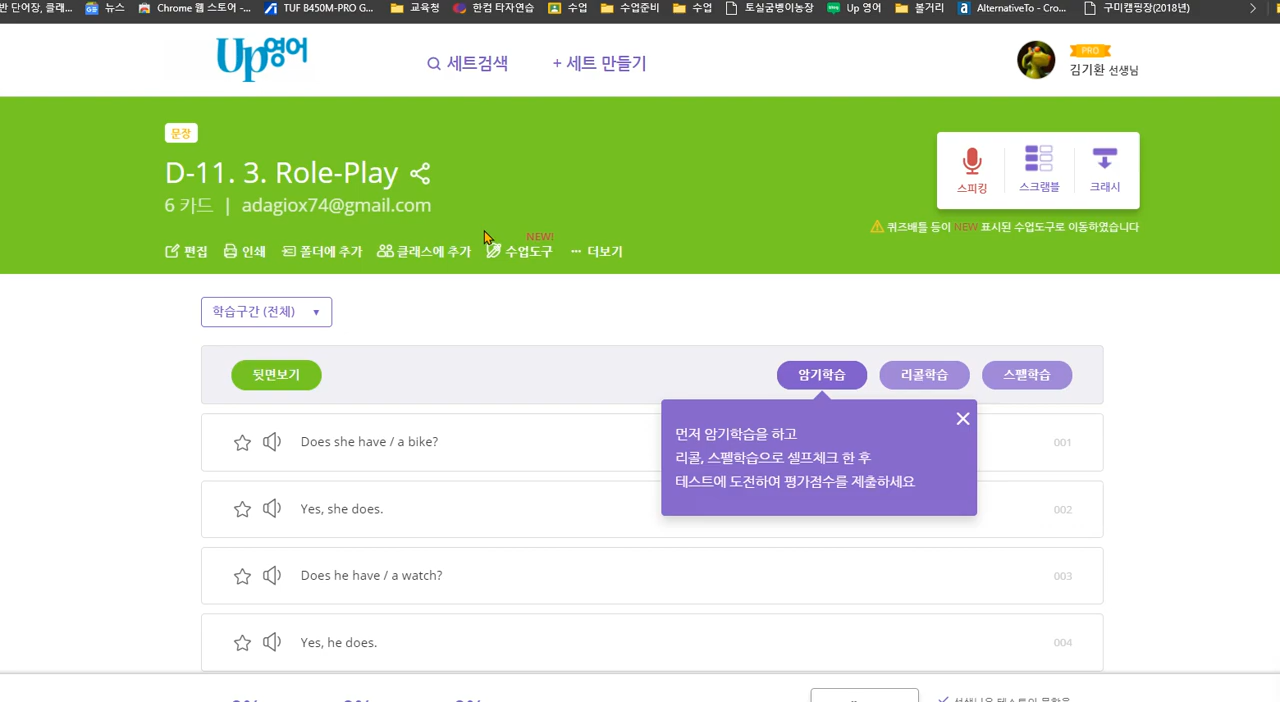 반 단어장, 클래... 뉴스 Chrome 웹 스토어 -... TUF B450M-PRO G... 교육청 한컴 타자연습 수업 수업준비 수업 토실굼벵이농장 Up 영어 볼거리 AlternativeTo - Cro... 구미캠핑장(2018년)
Up영어
세트검색
+ 세트 만들기
PRO
김기환 선생님
문장
D-11. 3. Role-Play
6 카드 | adagiox74@gmail.com
NEW!
편집 인쇄 폴더에 추가 클래스에 추가 수업도구 ··· 더보기
스피킹 스크램블 크래시
퀴즈배틀 등이 NEW 표시된 수업도구로 이동하였습니다
학습구간 (전체) ▼
뒷면보기
암기학습 리콜학습 스펠학습
먼저 암기학습을 하고
리콜, 스펠학습으로 셀프체크 한 후
테스트에 도전하여 평가점수를 제출하세요
Does she have / a bike? 001
Yes, she does. 002
Does he have / a watch? 003
Yes, he does. 004